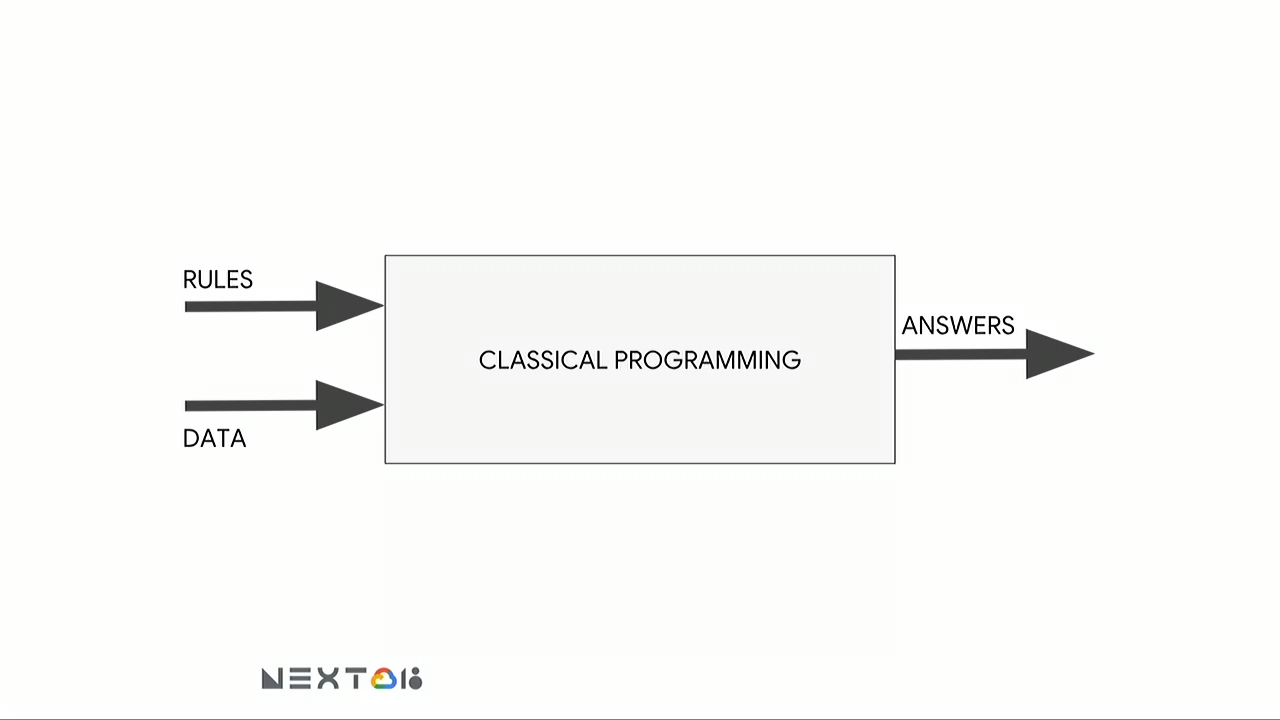 RULES
DATA
CLASSICAL PROGRAMMING
ANSWERS
NEXT 18